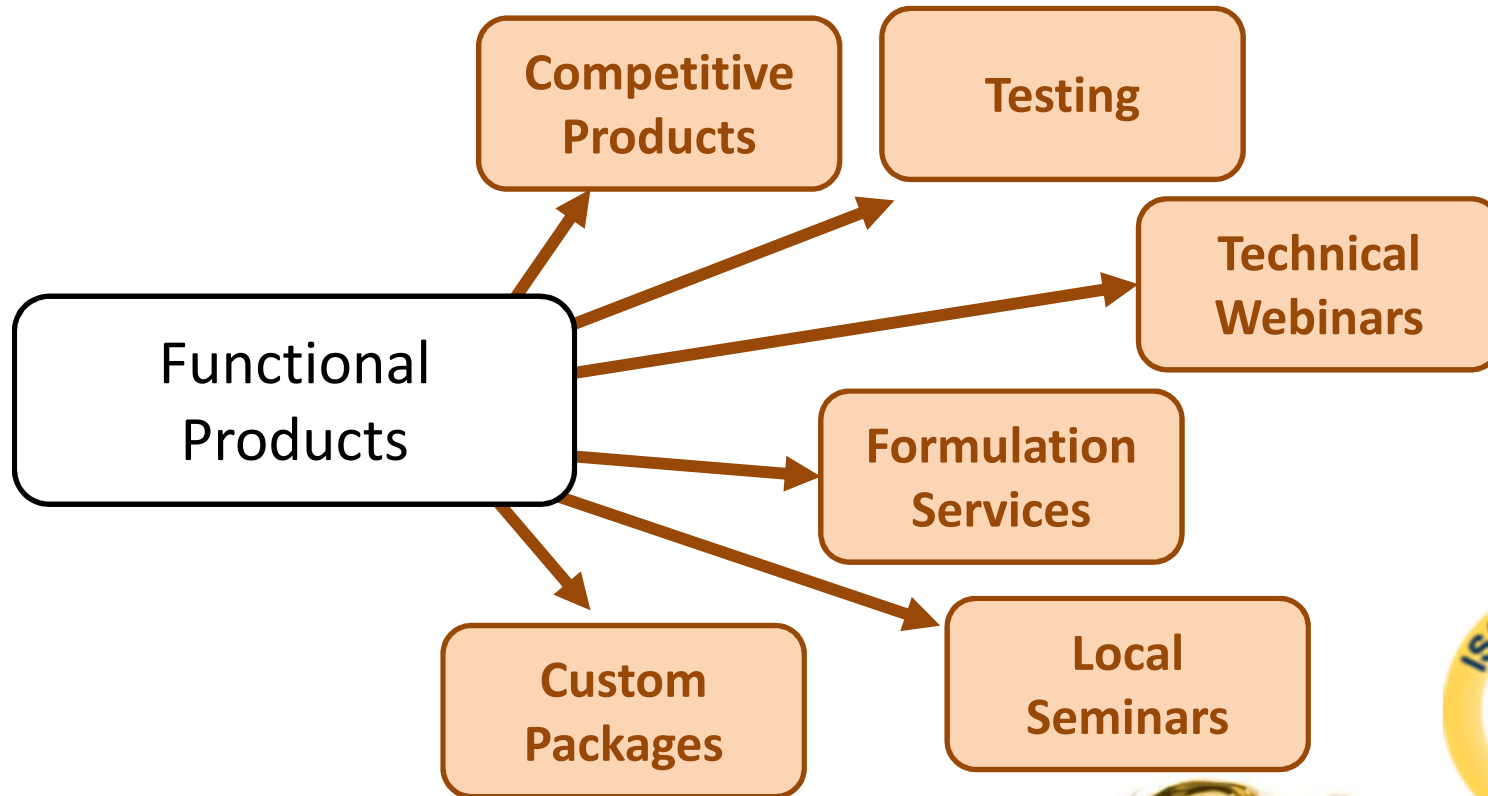 Competitive
Products
Testing
Technical
Webinars
Functional
Products
Formulation
Services
Local
Seminars
Custom
Packages